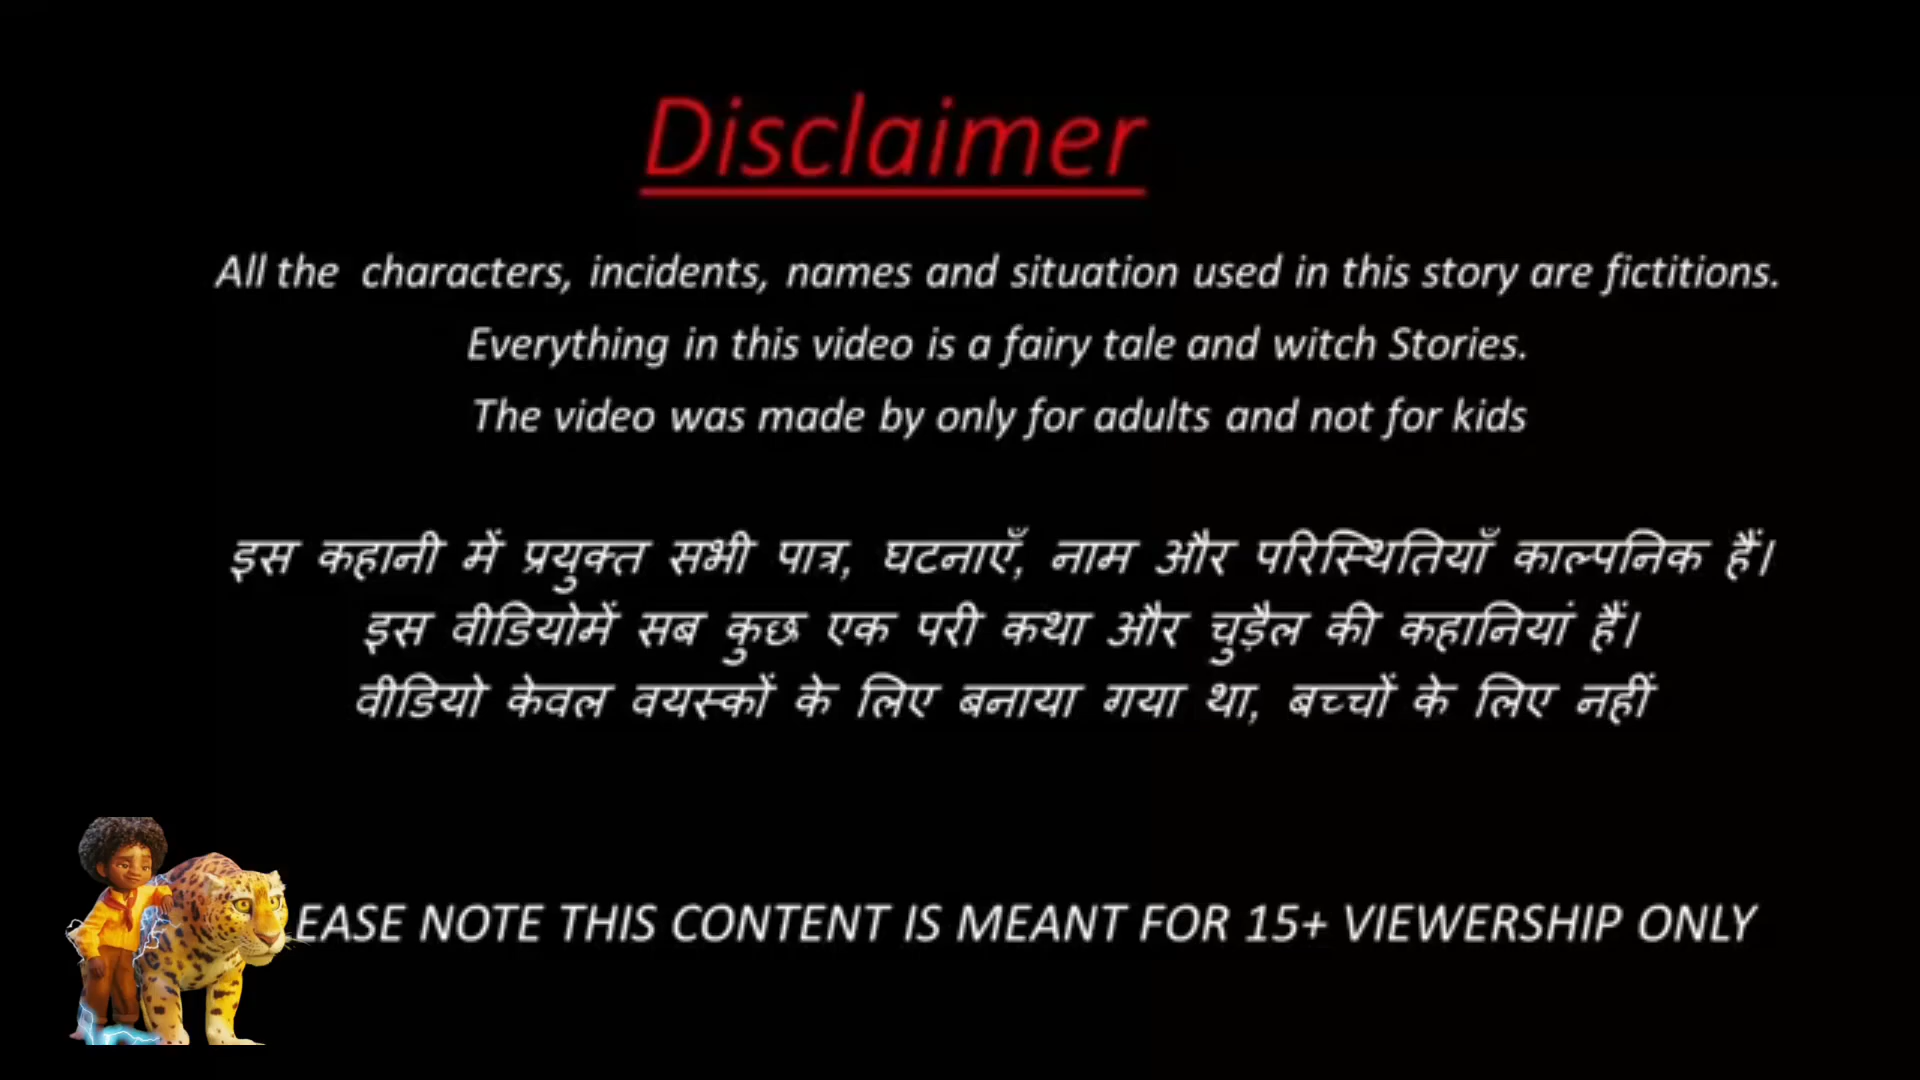 Disclaimer
All the characters, incidents, names and situation used in this story are fictitions.
Everything in this video is a fairy tale and witch Stories.
The video was made by only for adults and not for kids
इस कहानी में प्रयुक्त सभी पात्र, घटनाएँ, नाम और परिस्थितियाँ काल्पनिक हैं।
इस वीडियोमें सब कुछ एक परी कथा और चुड़ैल की कहानियां हैं।
वीडियो केवल वयस्कों के लिए बनाया गया था, बच्चों के लिए नहीं
EASE NOTE THIS CONTENT IS MEANT FOR 15+ VIEWERSHIP ONLY